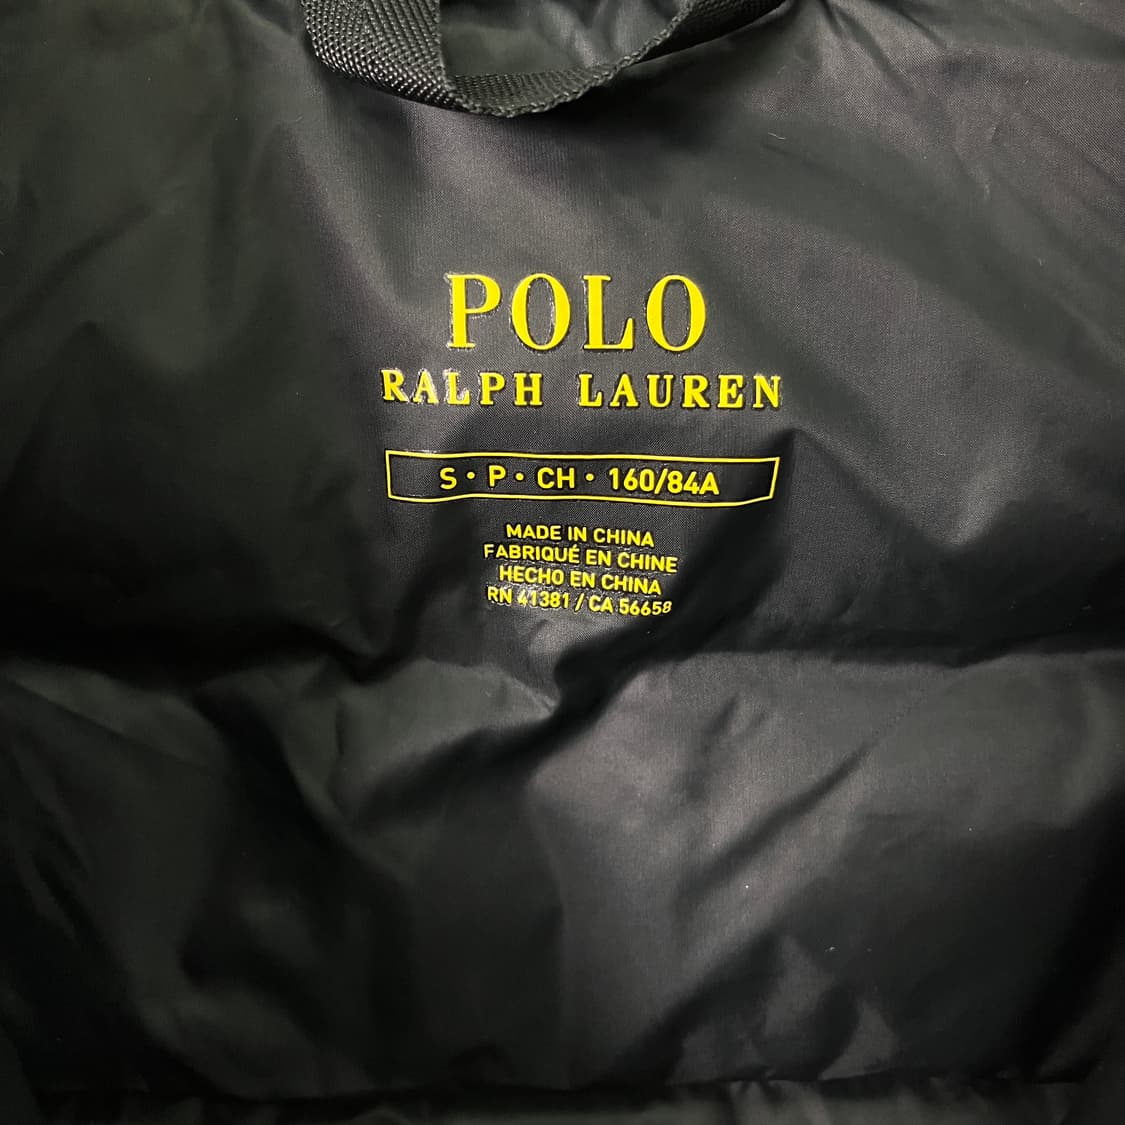 POLO
RALPH LAUREN
S • P • CH • 160/84A
MADE IN CHINA
FABRIQUÉ EN CHINE
HECHO EN CHINA
RN 41381 / CA 56658